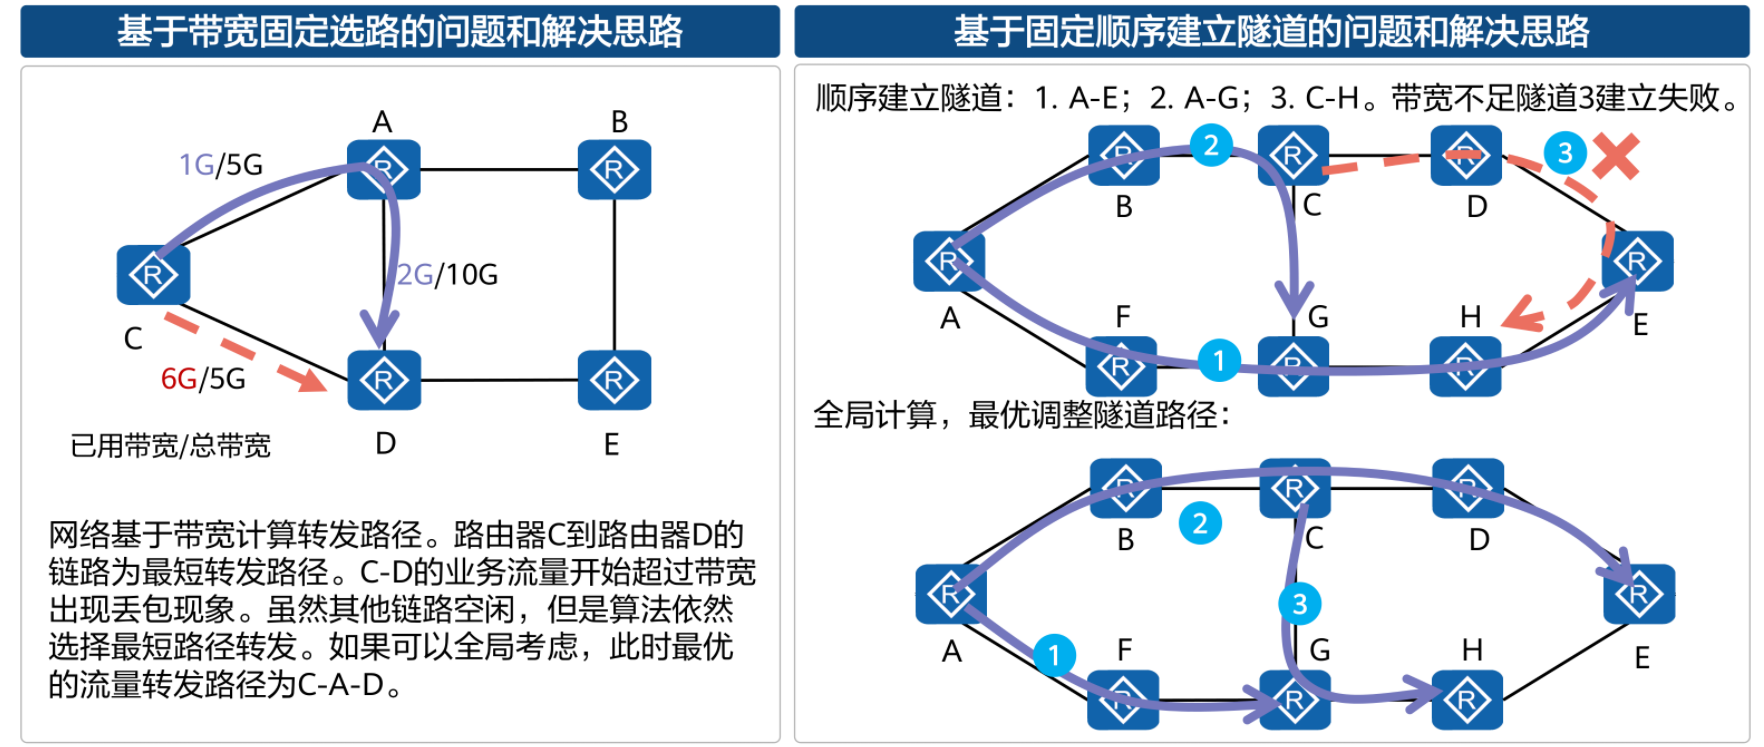 基于带宽固定选路的问题和解决思路
A
B
1G/5G
R
R
R
2G/10G
C
6G/5G
R
R
已用带宽/总带宽
D
E
网络基于带宽计算转发路径。路由器C到路由器D的
链路为最短转发路径。C-D的业务流量开始超过带宽
出现丢包现象。虽然其他链路空闲，但是算法依然
选择最短路径转发。如果可以全局考虑，此时最优
的流量转发路径为C-A-D。
基于固定顺序建立隧道的问题和解决思路
顺序建立隧道：1. A-E；2. A-G；3. C-H。带宽不足隧道3建立失败。
R
2
R
R
3
B
C
D
R
R
A
F
G
H
E
R
1
R
R
全局计算，最优调整隧道路径：
R
R
R
2
B
C
D
R
3
R
A
1
F
G
H
E
R
R
R